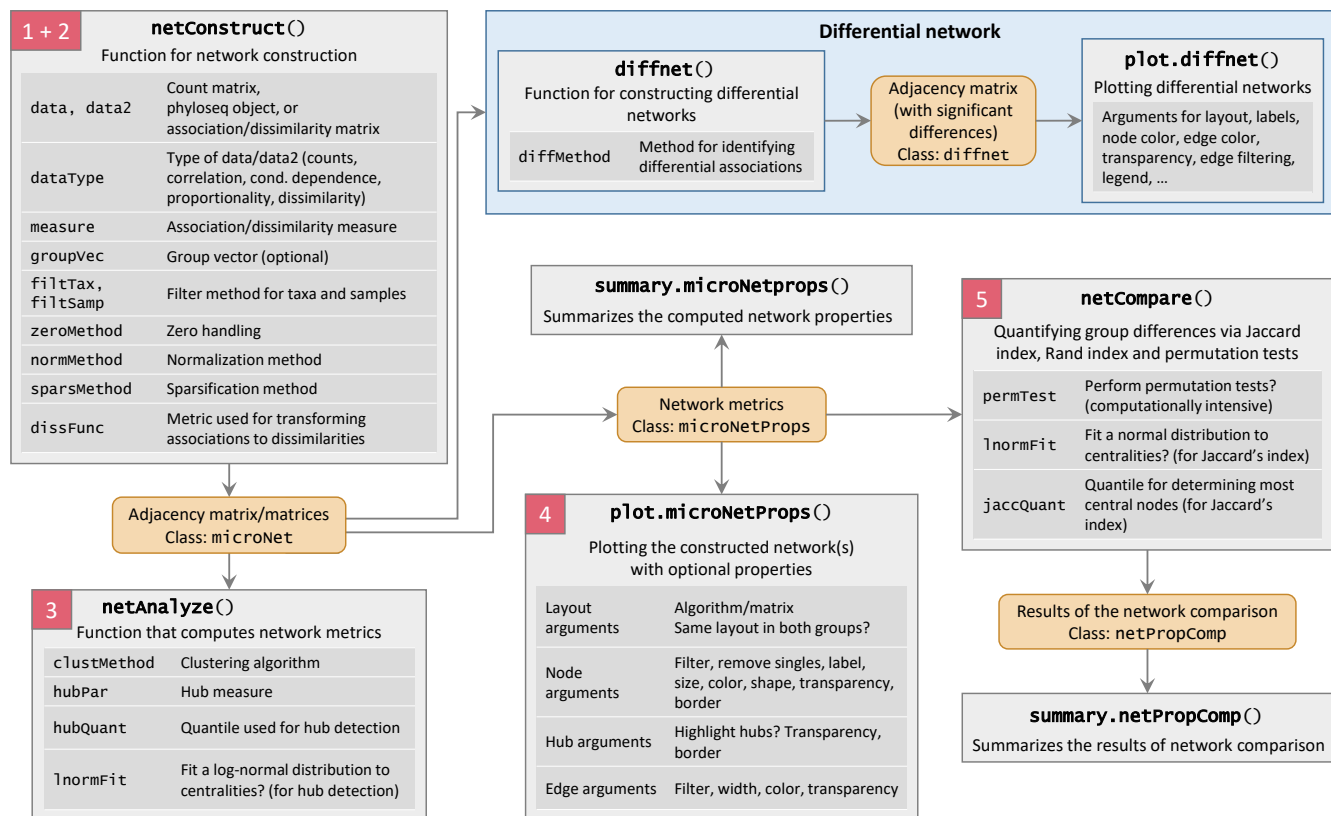 1 + 2
netConstruct()
Function for network construction
data, data2
Count matrix,
phyloseq object, or
association/dissimilarity matrix
dataType
Type of data/data2 (counts,
correlation, cond. dependence,
proportionality, dissimilarity)
measure
Association/dissimilarity measure
groupVec
Group vector (optional)
filtTax,
filtSamp
Filter method for taxa and samples
zeroMethod
Zero handling
normMethod
Normalization method
sparsMethod
Sparsification method
dissFunc
Metric used for transforming
associations to dissimilarities
Adjacency matrix/matrices
Class: microNet
3
netAnalyze()
Function that computes network metrics
clustMethod
Clustering algorithm
hubPar
Hub measure
hubQuant
Quantile used for hub detection
lnormFit
Fit a log-normal distribution to
centralities? (for hub detection)
Differential network
diffnet()
Function for constructing differential
networks
diffMethod
Method for identifying
differential associations
Adjacency matrix
(with significant
differences)
Class: diffnet
plot.diffnet()
Plotting differential networks
Arguments for layout, labels,
node color, edge color,
transparency, edge filtering,
legend, …
summary.microNetprops()
Summarizes the computed network properties
Network metrics
Class: microNetProps
4
plot.microNetProps()
Plotting the constructed network(s)
with optional properties
Layout
arguments
Algorithm/matrix
Same layout in both groups?
Node
arguments
Filter, remove singles, label,
size, color, shape, transparency,
border
Hub arguments
Highlight hubs? Transparency,
border
Edge arguments
Filter, width, color, transparency
5
netCompare()
Quantifying group differences via Jaccard
index, Rand index and permutation tests
permTest
Perform permutation tests?
(computationally intensive)
lnormFit
Fit a normal distribution to
centralities? (for Jaccard's index)
jaccQuant
Quantile for determining most
central nodes (for Jaccard's
index)
Results of the network comparison
Class: netPropComp
summary.netPropComp()
Summarizes the results of network comparison